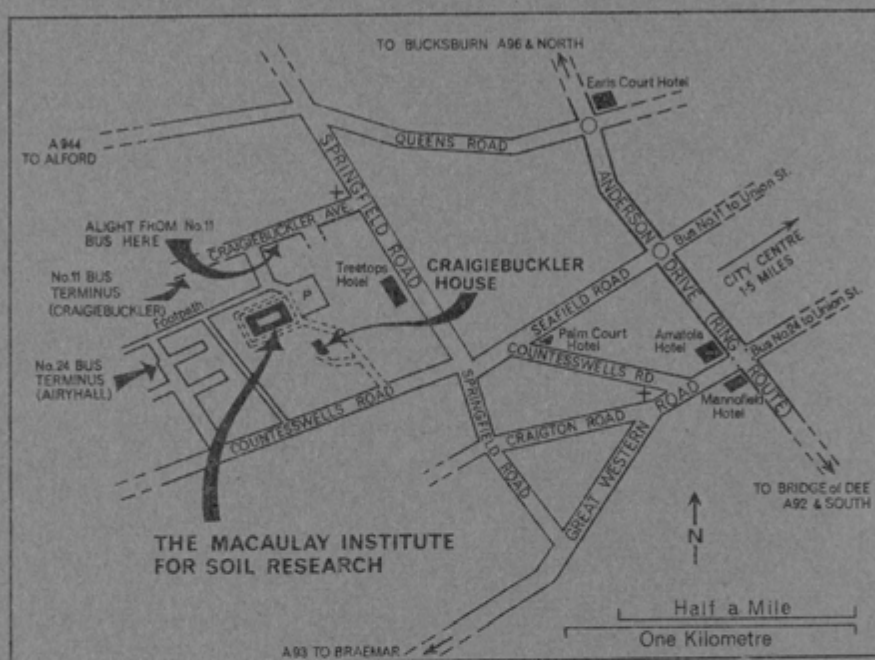 TO BUCKSBURN A96 & NORTH
Earls Court Hotel
A944
TO ALFORD
QUEENS ROAD
SPRINGFIELD ROAD
ANDERSON DRIVE (RING ROUTE)
Bus No.11 to Union St.
ALIGHT FROM No.11
BUS HERE
CRAIGIEBUCKLER AVE.
CITY CENTRE
1·5 MILES
No.11 BUS
TERMINUS
(CRAIGIEBUCKLER)
Footpath
P
Treetops
Hotel
CRAIGIEBUCKLER
HOUSE
SEAFIELD ROAD
Palm Court
Hotel
Amatola
Hotel
Bus No.24 to Union St.
COUNTESSWELLS RD
No.24 BUS
TERMINUS
(AIRYHALL)
COUNTESSWELLS ROAD
SPRINGFIELD ROAD
CRAIGTON ROAD
GREAT WESTERN ROAD
Mannofield
Hotel
TO BRIDGE of DEE
A92 & SOUTH
THE MACAULAY INSTITUTE
FOR SOIL RESEARCH
N
Half a Mile
One Kilometre
A93 TO BRAEMAR